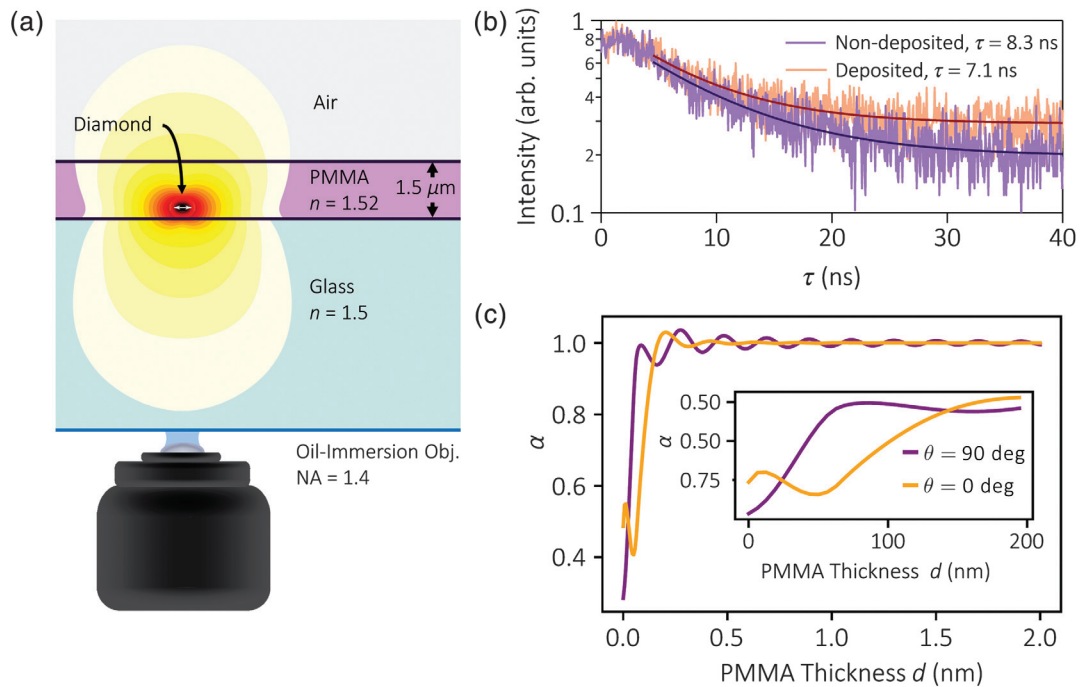 (a)
Air
Diamond
PMMA
n = 1.52
1.5 μm
Glass
n = 1.5
Oil-Immersion Obj.
NA = 1.4
(b)
Intensity (arb. units)
1
8
6
4
2
0.1
Non-deposited, τ = 8.3 ns
Deposited, τ = 7.1 ns
0 10 20 30 40
τ (ns)
(c)
α
1.0
0.8
0.6
0.4
0.0 0.5 1.0 1.5 2.0
PMMA Thickness d (nm)
α
0.50
0.50
0.75
θ = 90 deg
θ = 0 deg
0 100 200
PMMA Thickness d (nm)